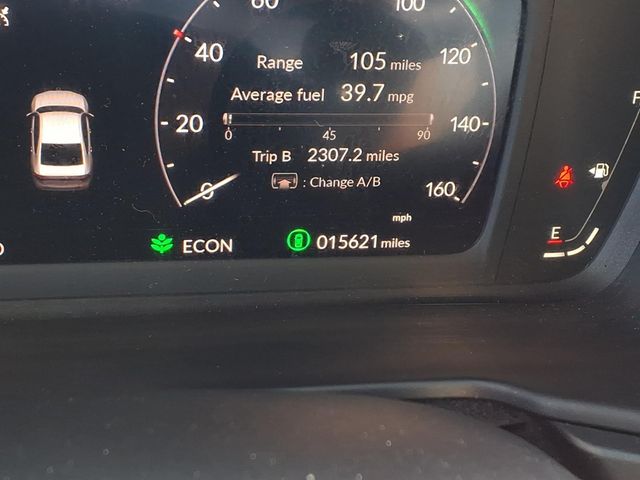 60
100
40
Range 105 miles
120
Average fuel 39.7 mpg
0 45 90
20
140
Trip B 2307.2 miles
: Change A/B
0
160
mph
ECON
015621 miles
F
E